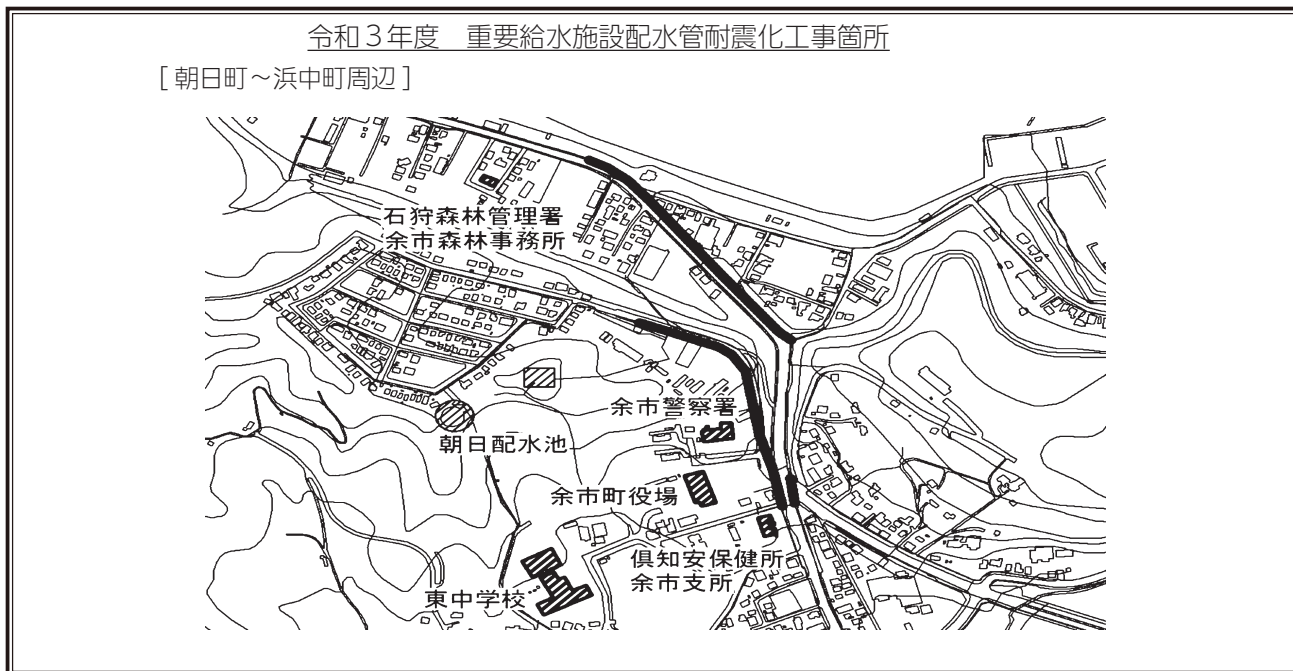 令和３年度　重要給水施設配水管耐震化工事箇所
［朝日町～浜中町周辺］
石狩森林管理署
余市森林事務所
余市警察署
朝日配水池
余市町役場
倶知安保健所
余市支所
東中学校